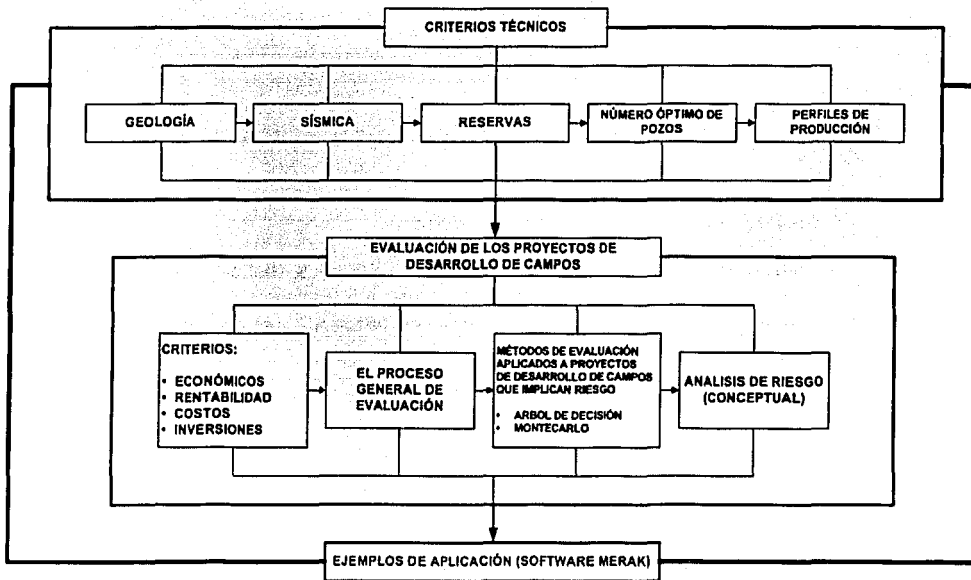 CRITERIOS TÉCNICOS
GEOLOGÍA
SÍSMICA
RESERVAS
NÚMERO ÓPTIMO DE
POZOS
PERFILES DE
PRODUCCIÓN
EVALUACIÓN DE LOS PROYECTOS DE
DESARROLLO DE CAMPOS
CRITERIOS:
• ECONÓMICOS
• RENTABILIDAD
• COSTOS
• INVERSIONES
EL PROCESO
GENERAL DE
EVALUACIÓN
MÉTODOS DE EVALUACIÓN
APLICADOS A PROYECTOS
DE DESARROLLO DE CAMPOS
QUE IMPLICAN RIESGO
• ARBOL DE DECISIÓN
• MONTECARLO
ANALISIS DE RIESGO
(CONCEPTUAL)
EJEMPLOS DE APLICACIÓN (SOFTWARE MERAK)